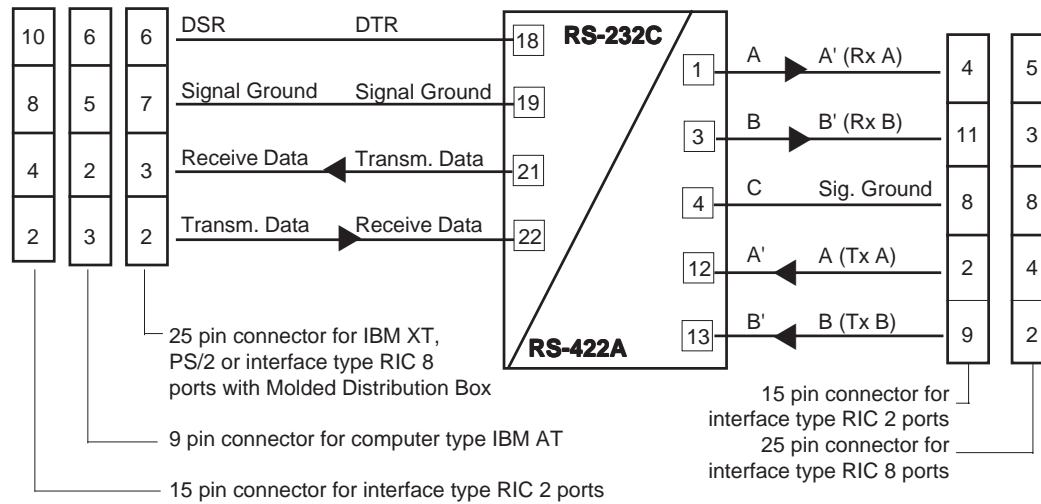 10 6 6 DSR DTR 18 RS-232C
1 A A' (Rx A) 4 5
8 5 7 Signal Ground Signal Ground 19
3 B B' (Rx B) 11 3
4 2 3 Receive Data Transm. Data 21
4 C Sig. Ground 8 8
2 3 2 Transm. Data Receive Data 22
12 A' A (Tx A) 2 4
13 B' B (Tx B) 9 2
RS-422A
25 pin connector for IBM XT,
PS/2 or interface type RIC 8
ports with Molded Distribution Box
9 pin connector for computer type IBM AT
15 pin connector for interface type RIC 2 ports
15 pin connector for
interface type RIC 2 ports
25 pin connector for
interface type RIC 8 ports